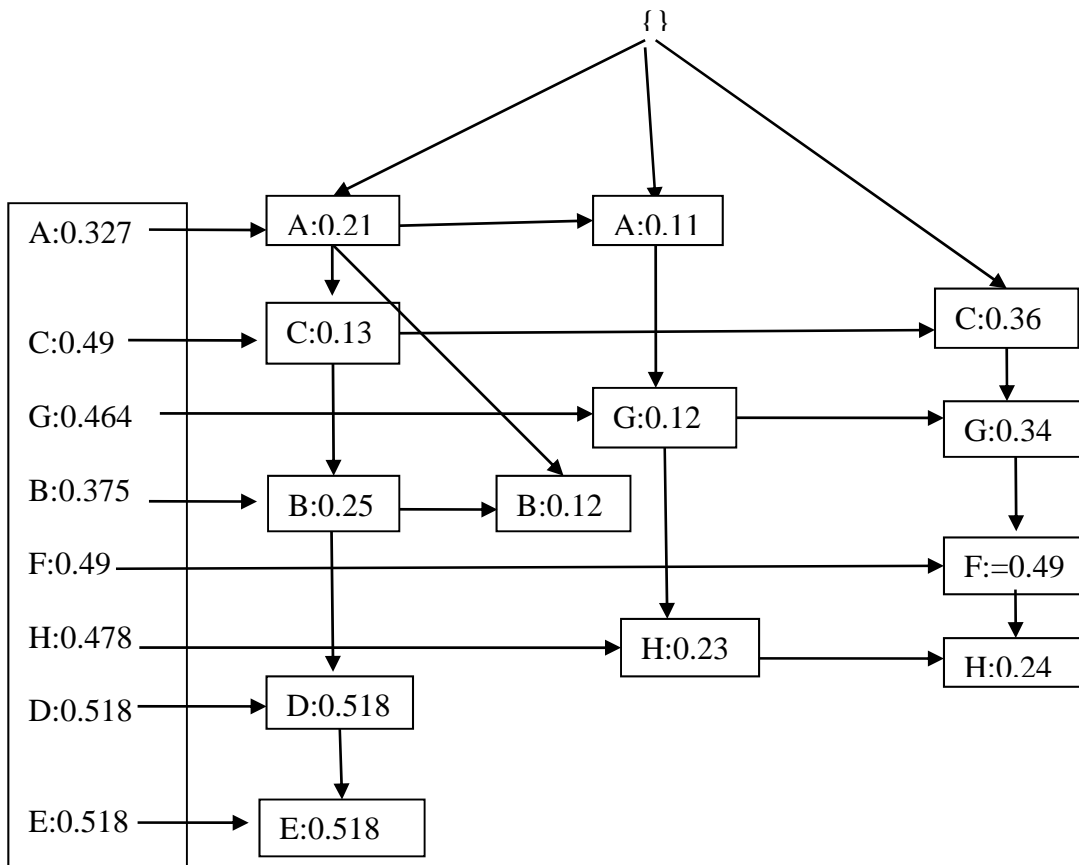 {}
A:0.327
A:0.21
A:0.11
C:0.49
C:0.13
C:0.36
G:0.464
G:0.12
G:0.34
B:0.375
B:0.25
B:0.12
F:0.49
F:=0.49
H:0.478
H:0.23
H:0.24
D:0.518
D:0.518
E:0.518
E:0.518